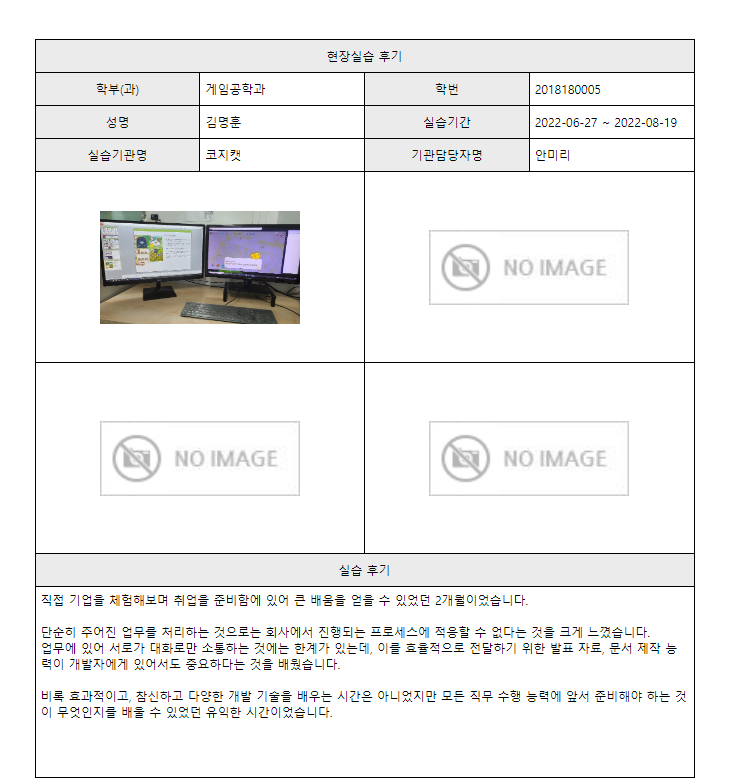 현장실습 후기
학부(과) 게임공학과 학번 2018180005
성명 김명훈 실습기간 2022-06-27 ~ 2022-08-19
실습기관명 코지캣 기관담당자명 안미리
NO IMAGE
NO IMAGE NO IMAGE
실습 후기
직접 기업을 체험해보며 취업을 준비함에 있어 큰 배움을 얻을 수 있었던 2개월이었습니다.
단순히 주어진 업무를 처리하는 것으로는 회사에서 진행되는 프로세스에 적응할 수 없다는 것을 크게 느꼈습니다.
업무에 있어 서로가 대화로만 소통하는 것에는 한계가 있는데, 이를 효율적으로 전달하기 위한 발표 자료, 문서 제작 능
력이 개발자에게 있어서도 중요하다는 것을 배웠습니다.
비록 효과적이고, 참신하고 다양한 개발 기술을 배우는 시간은 아니었지만 모든 직무 수행 능력에 앞서 준비해야 하는 것
이 무엇인지를 배울 수 있었던 유익한 시간이었습니다.